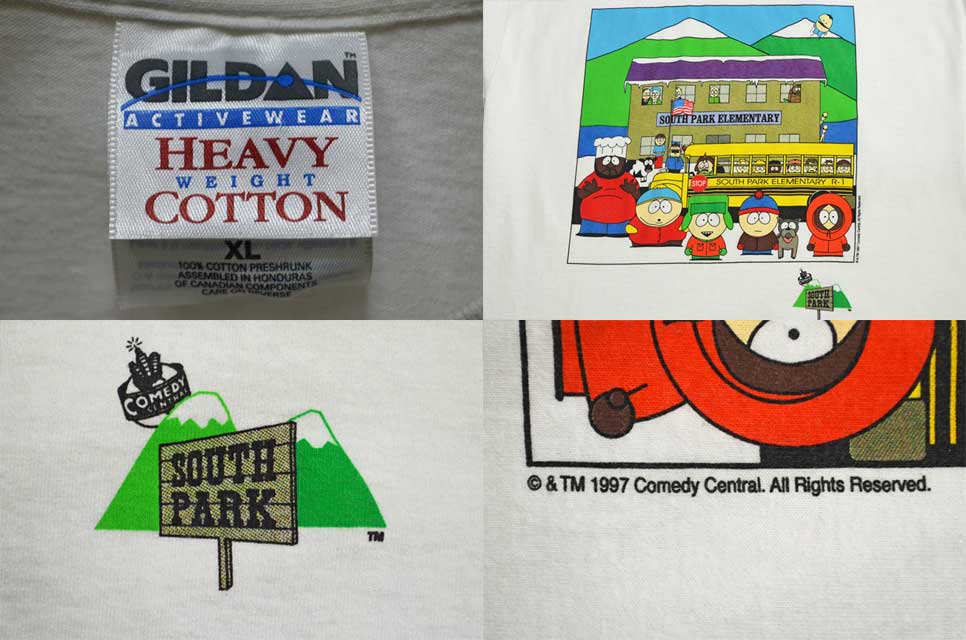 GILDAN™
ACTIVEWEAR
HEAVY
WEIGHT
COTTON
XL
100% COTTON PRESHRUNK
ASSEMBLED IN HONDURAS
OF CANADIAN COMPONENTS
CARE ON REVERSE
SOUTH PARK ELEMENTARY
STOP
SOUTH PARK ELEMENTARY R-1
SOUTH
PARK
COMEDY
CENTRAL
SOUTH
PARK
TM
© & TM 1997 Comedy Central. All Rights Reserved.